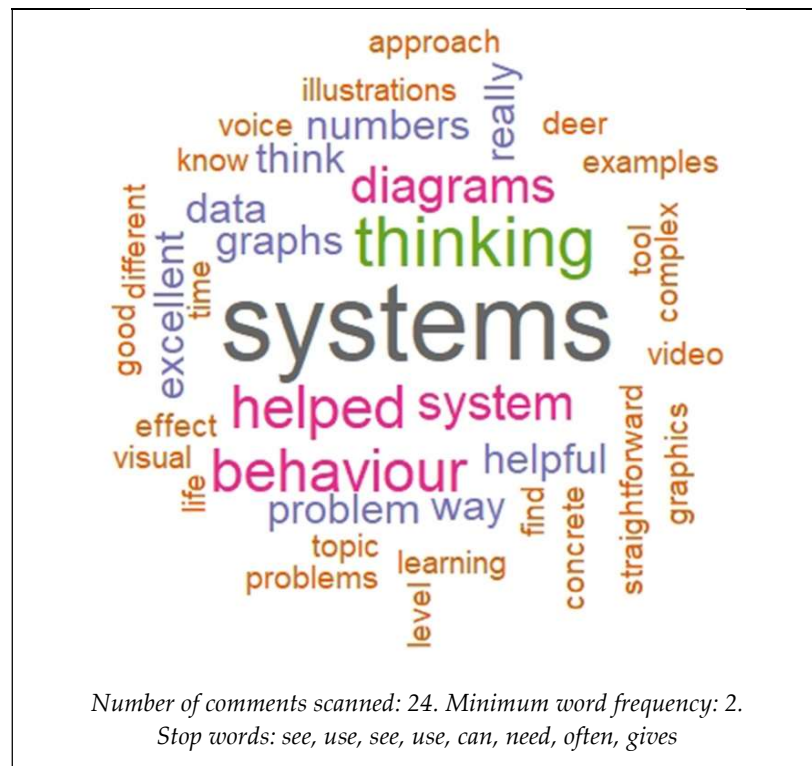 approach
illustrations
really
voice numbers deer
know think examples
diagrams
different
data
tool
complex
graphs thinking
excellent
time
good
systems
video
helped system
straightforward
graphics
effect
visual behaviour helpful
life
problem way
find
concrete
topic
learning
problems
level
Number of comments scanned: 24. Minimum word frequency: 2.
Stop words: see, use, see, use, can, need, often, gives